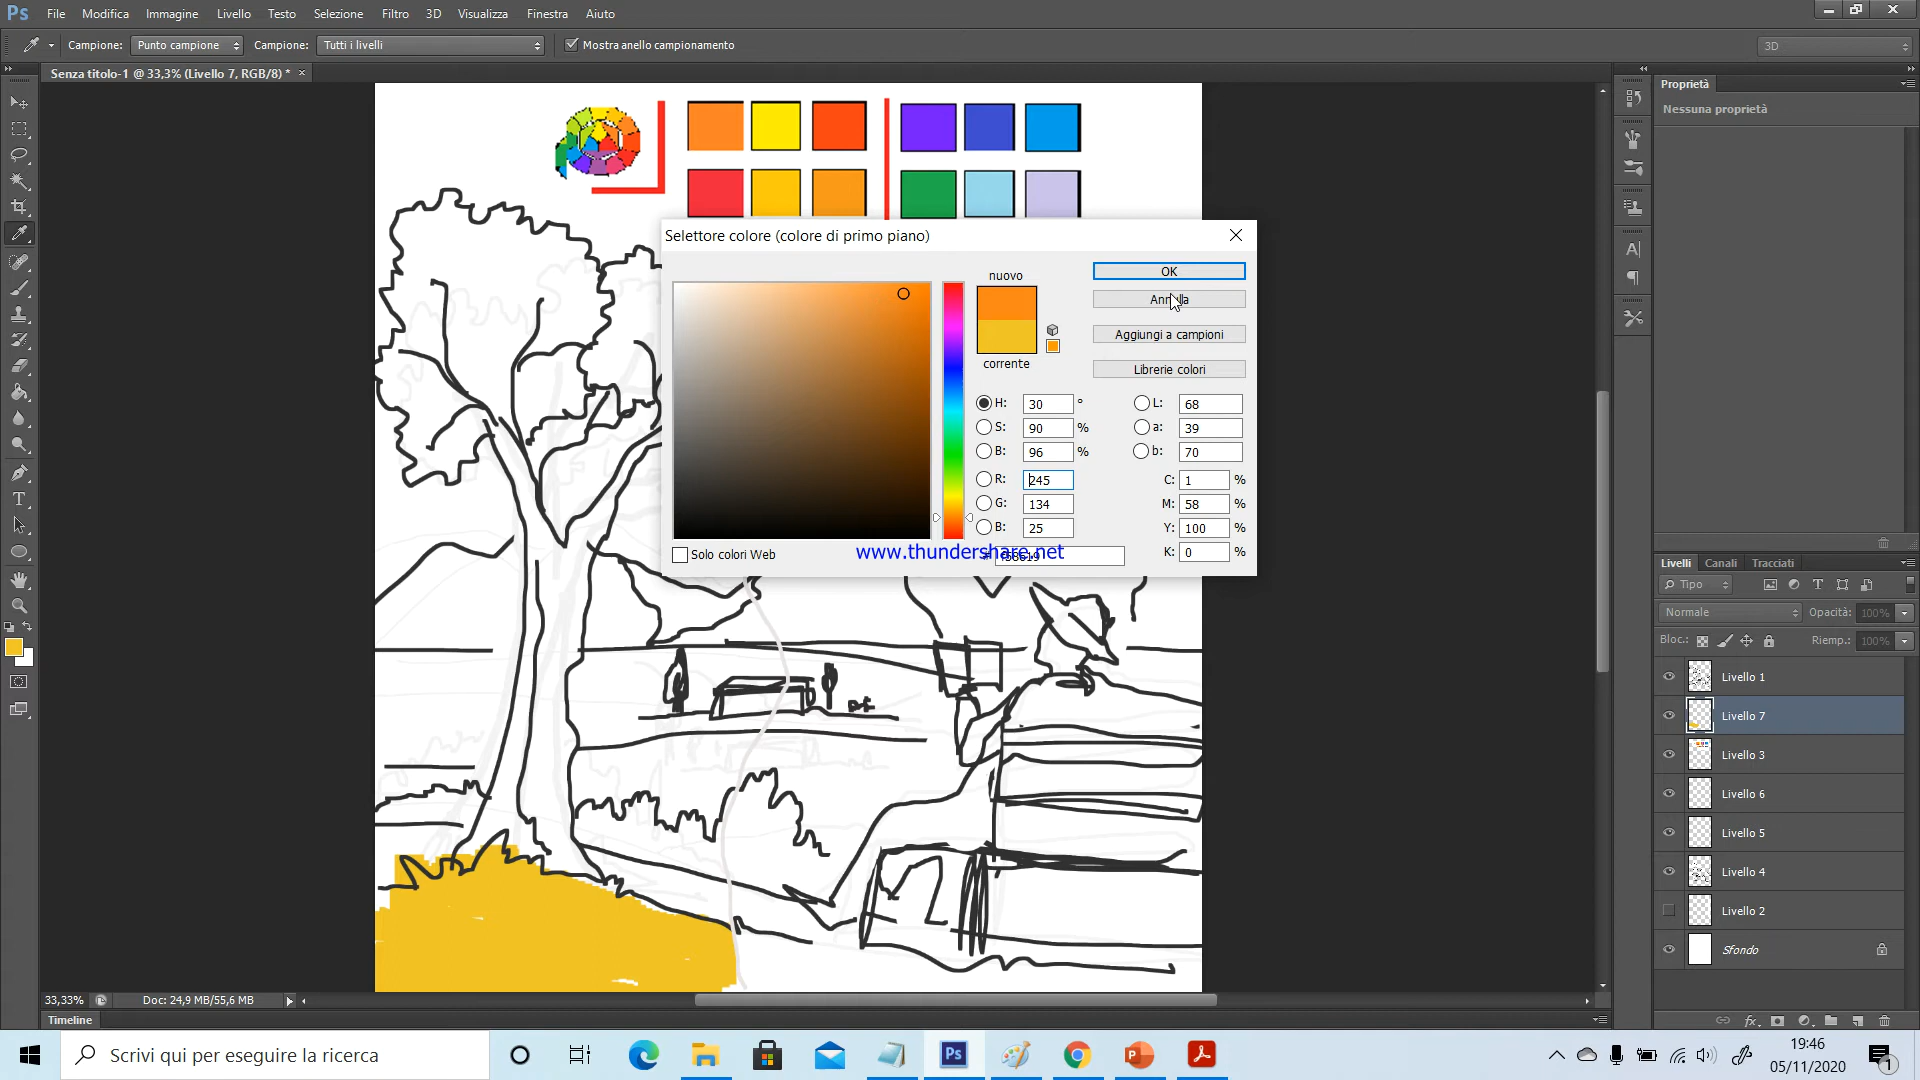 Ps File Modifica Immagine Livello Testo Selezione Filtro 3D Visualizza Finestra Aiuto
Campione: Punto campione Campione: Tutti i livelli Mostra anello campionamento 3D
Senza titolo-1 @ 33,3% (Livello 7, RGB/8) *
Proprietà
Nessuna proprietà
Selettore colore (colore di primo piano)
nuovo
corrente
OK
Annulla
Aggiungi a campioni
Librerie colori
H: 30 ° L: 68
S: 90 % a: 39
B: 96 % b: 70
R: 245 C: 1 %
G: 134 M: 58 %
B: 25 Y: 100 %
K: 0 %
Solo colori Web
www.thundershare.net
Livelli Canali Tracciati
Tipo
Normale Opacità: 100%
Bloc.: Riemp.: 100%
Livello 1
Livello 7
Livello 3
Livello 6
Livello 5
Livello 4
Livello 2
Sfondo
33,33% Doc: 24,9 MB/55,6 MB
Timeline
Scrivi qui per eseguire la ricerca
19:46
05/11/2020
1